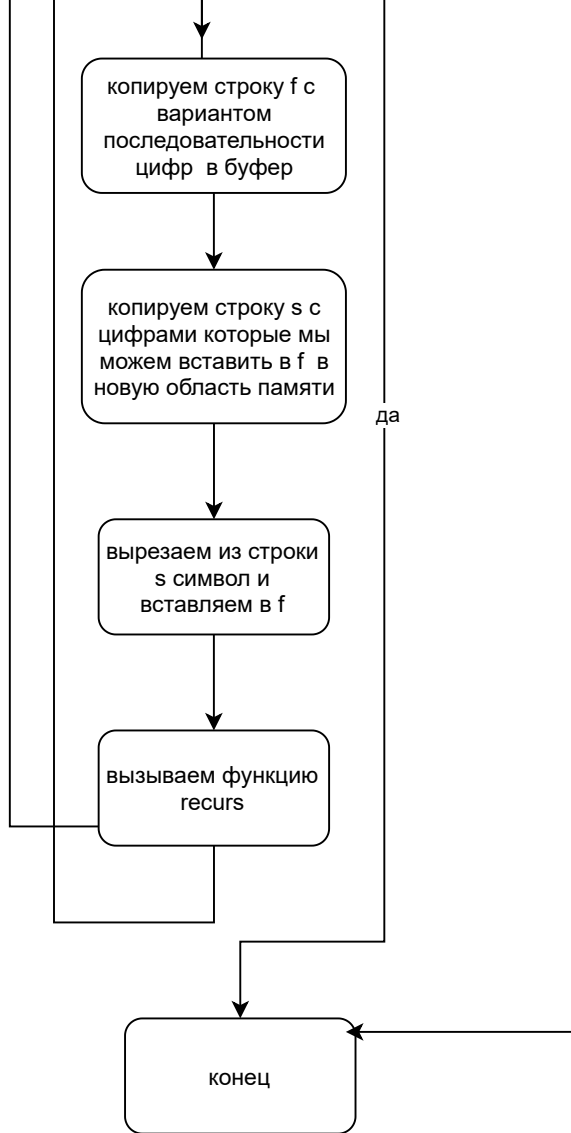 копируем строку f с
вариантом
последовательности
цифр в буфер
копируем строку s с
цифрами которые мы
можем вставить в f в
новую область памяти
да
вырезаем из строки
s символ и
вставляем в f
вызываем функцию
recurs
конец